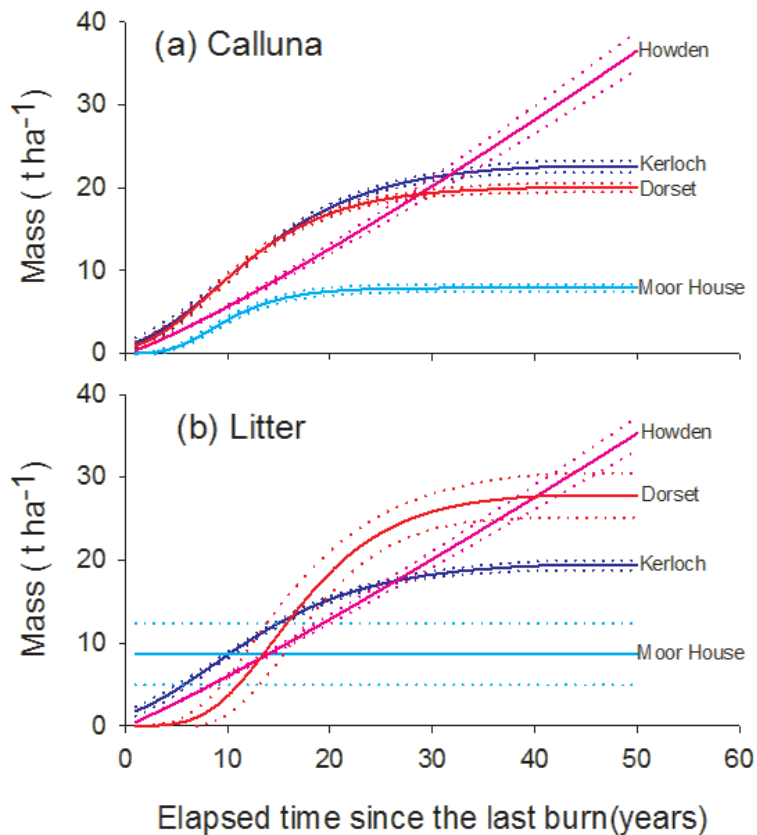 (a) Calluna
40
30
20
10
0
Mass ( t ha-1)
Howden
Kerloch
Dorset
Moor House
(b) Litter
40
30
20
10
0
Mass ( t ha-1)
Howden
Dorset
Kerloch
Moor House
0 10 20 30 40 50 60
Elapsed time since the last burn(years)